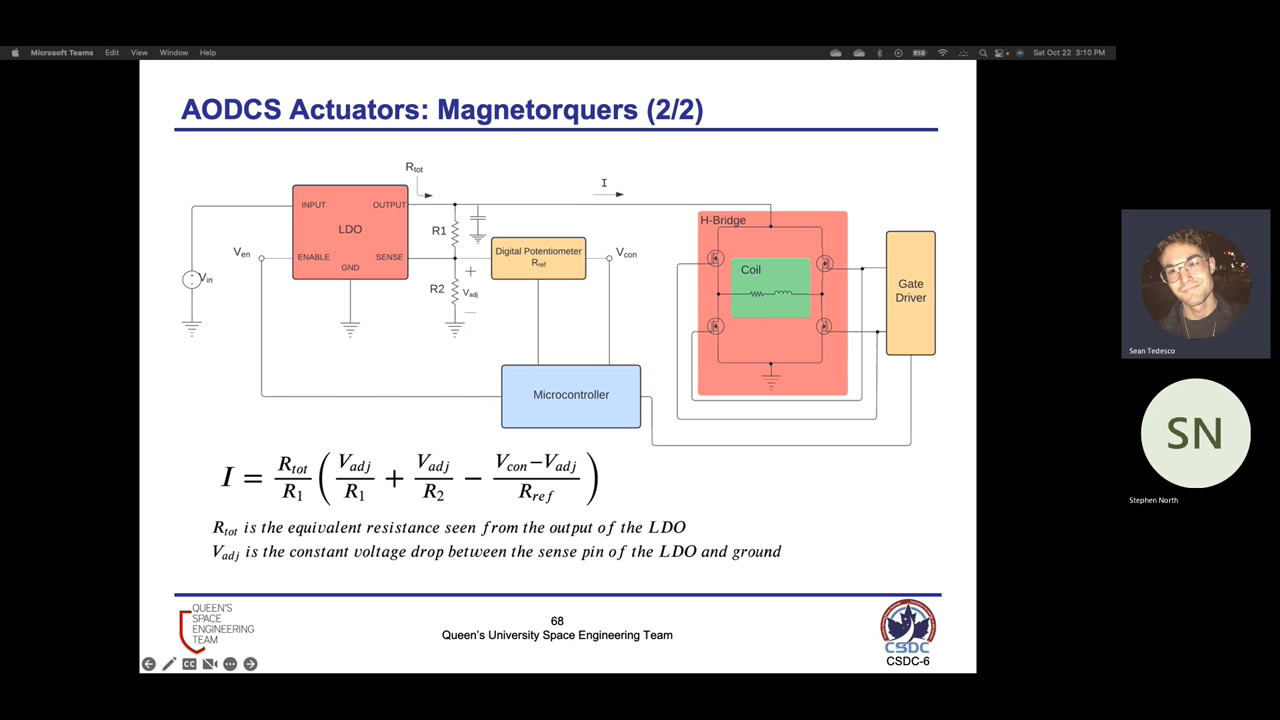 Microsoft Teams Edit View Window Help
Sat Oct 22 3:10 PM
AODCS Actuators: Magnetorquers (2/2)
Rtot
I
INPUT OUTPUT
LDO
ENABLE SENSE
GND
Ven
Vin
R1
R2
+
Vadj
−
Digital Potentiometer
Rref
Vcon
H-Bridge
Coil
Gate
Driver
Microcontroller
I = Rtot/R1 ( Vadj/R1 + Vadj/R2 − Vcon−Vadj/Rref )
Rtot is the equivalent resistance seen from the output of the LDO
Vadj is the constant voltage drop between the sense pin of the LDO and ground
QUEEN'S
SPACE
ENGINEERING
TEAM
68
Queen's University Space Engineering Team
CSDC
CSDC-6
CC
Sean Tedesco
SN
Stephen North